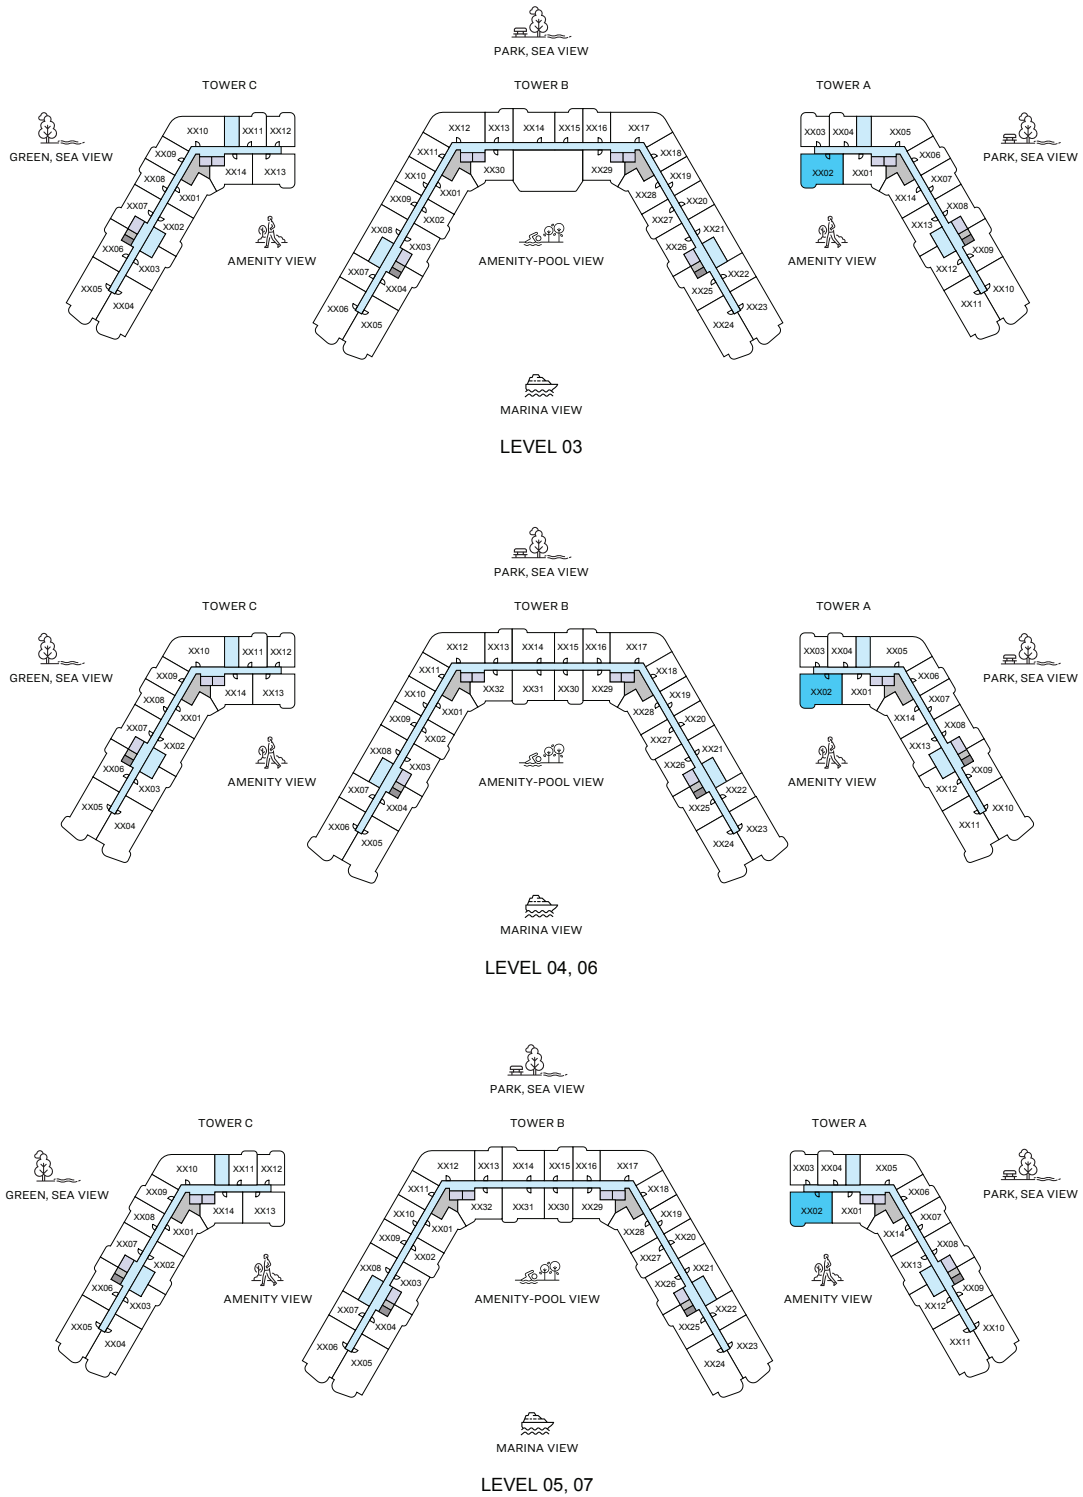 PARK, SEA VIEW
TOWER C
TOWER B
TOWER A
GREEN, SEA VIEW
PARK, SEA VIEW
XX10 XX11 XX12
XX09
XX08
XX07
XX06
XX05
XX04
XX03
XX02
XX01
XX14 XX13
XX12 XX13 XX14 XX15 XX16 XX17
XX11
XX10
XX09
XX08
XX07
XX06
XX05
XX04
XX03
XX02
XX01
XX30
XX29
XX18
XX19
XX20
XX21
XX22
XX23
XX24
XX25
XX26
XX27
XX28
XX03 XX04 XX05
XX02 XX01
XX06
XX07
XX08
XX09
XX10
XX11
XX12
XX13
XX14
AMENITY VIEW
AMENITY-POOL VIEW
AMENITY VIEW
MARINA VIEW
LEVEL 03
PARK, SEA VIEW
TOWER C
TOWER B
TOWER A
GREEN, SEA VIEW
PARK, SEA VIEW
XX10 XX11 XX12
XX09
XX08
XX07
XX06
XX05
XX04
XX03
XX02
XX01
XX14 XX13
XX12 XX13 XX14 XX15 XX16 XX17
XX11
XX10
XX09
XX08
XX07
XX06
XX05
XX04
XX03
XX02
XX01
XX32 XX31 XX30 XX29
XX18
XX19
XX20
XX21
XX22
XX23
XX24
XX25
XX26
XX27
XX28
XX03 XX04 XX05
XX02 XX01
XX06
XX07
XX08
XX09
XX10
XX11
XX12
XX13
XX14
AMENITY VIEW
AMENITY-POOL VIEW
AMENITY VIEW
MARINA VIEW
LEVEL 04, 06
PARK, SEA VIEW
TOWER C
TOWER B
TOWER A
GREEN, SEA VIEW
PARK, SEA VIEW
XX10 XX11 XX12
XX09
XX08
XX07
XX06
XX05
XX04
XX03
XX02
XX01
XX14 XX13
XX12 XX13 XX14 XX15 XX16 XX17
XX11
XX10
XX09
XX08
XX07
XX06
XX05
XX04
XX03
XX02
XX01
XX32 XX31 XX30 XX29
XX18
XX19
XX20
XX21
XX22
XX23
XX24
XX25
XX26
XX27
XX28
XX03 XX04 XX05
XX02 XX01
XX06
XX07
XX08
XX09
XX10
XX11
XX12
XX13
XX14
AMENITY VIEW
AMENITY-POOL VIEW
AMENITY VIEW
MARINA VIEW
LEVEL 05, 07